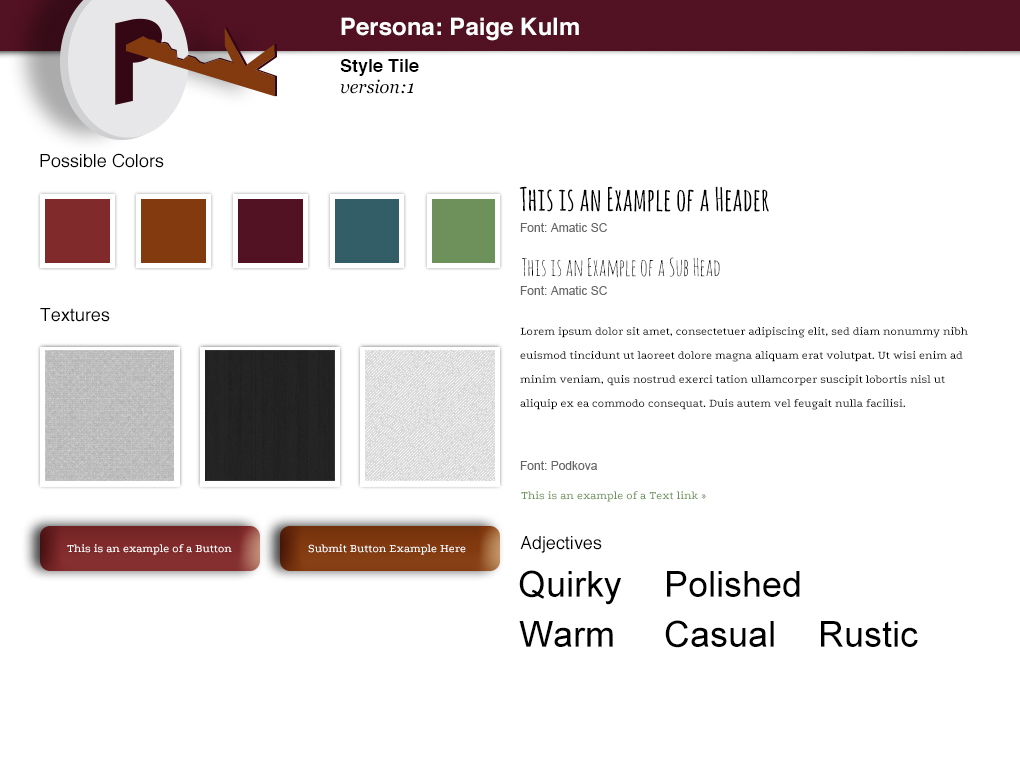 Persona: Paige Kulm
PK
Style Tile
version:1
Possible Colors
This is an Example of a Header
Font: Amatic SC
This is an Example of a Sub Head
Font: Amatic SC
Textures
Lorem ipsum dolor sit amet, consectetuer adipiscing elit, sed diam nonummy nibh
euismod tincidunt ut laoreet dolore magna aliquam erat volutpat. Ut wisi enim ad
minim veniam, quis nostrud exerci tation ullamcorper suscipit lobortis nisl ut
aliquip ex ea commodo consequat. Duis autem vel feugait nulla facilisi.
Font: Podkova
This is an example of a Text link »
This is an example of a Button
Submit Button Example Here
Adjectives
Quirky Polished
Warm Casual Rustic